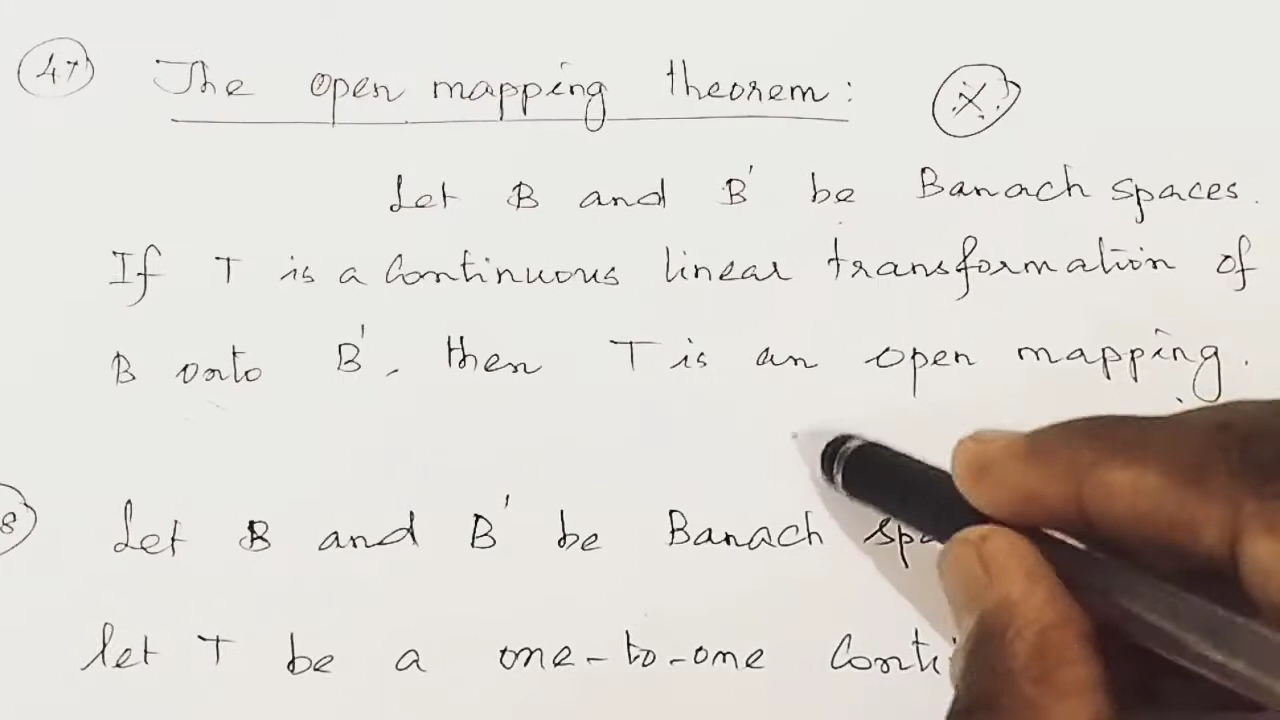 47 The open mapping theorem: X
Let B and B' be Banach spaces.
If T is a continuous linear transformation of
B onto B', then T is an open mapping.
8 Let B and B' be Banach
let T be a one-to-one